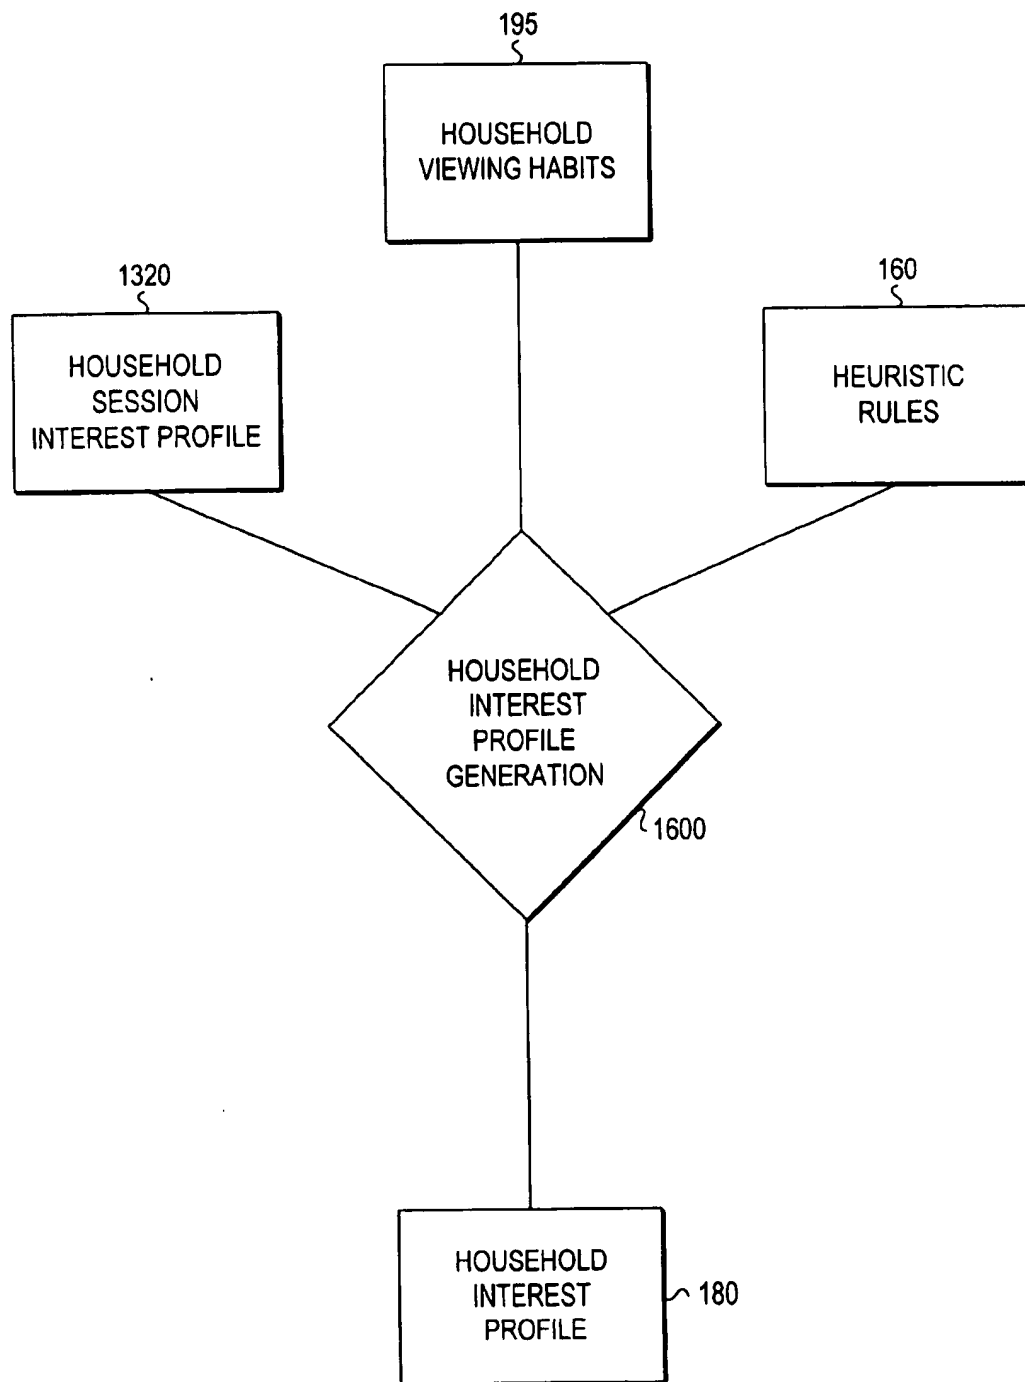 195
HOUSEHOLD
VIEWING HABITS
1320
HOUSEHOLD
SESSION
INTEREST PROFILE
160
HEURISTIC
RULES
HOUSEHOLD
INTEREST
PROFILE
GENERATION
1600
HOUSEHOLD
INTEREST
PROFILE
180